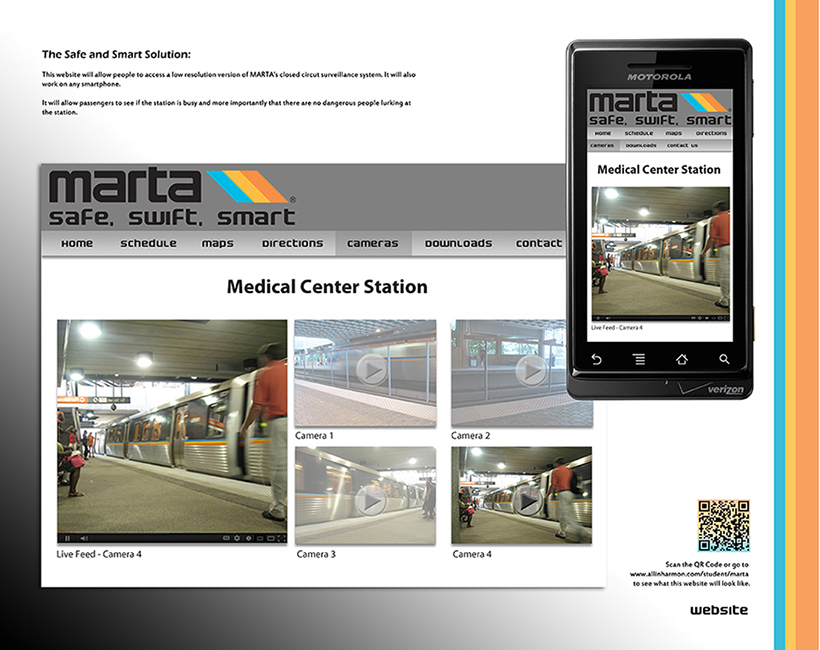 The Safe and Smart Solution:
This website will allow people to access a low resolution version of MARTA's closed circut surveillance system. It will also
work on any smartphone.
It will allow passengers to see if the station is busy and more importantly that there are no dangerous people lurking at
the station.
marta®
safe, swift, smart
Home
schedule
maps
Directions
cameras
Downloads
contact
Medical Center Station
Live Feed - Camera 4
Camera 1
Camera 2
Camera 3
Camera 4
MOTOROLA
marta
safe, swift, smart
Home
schedule
maps
Directions
cameras
Downloads
contact us
Medical Center Station
Live Feed - Camera 4
verizon
Scan the QR Code or go to
www.allinharmon.com/student/marta
to see what this website will look like.
website